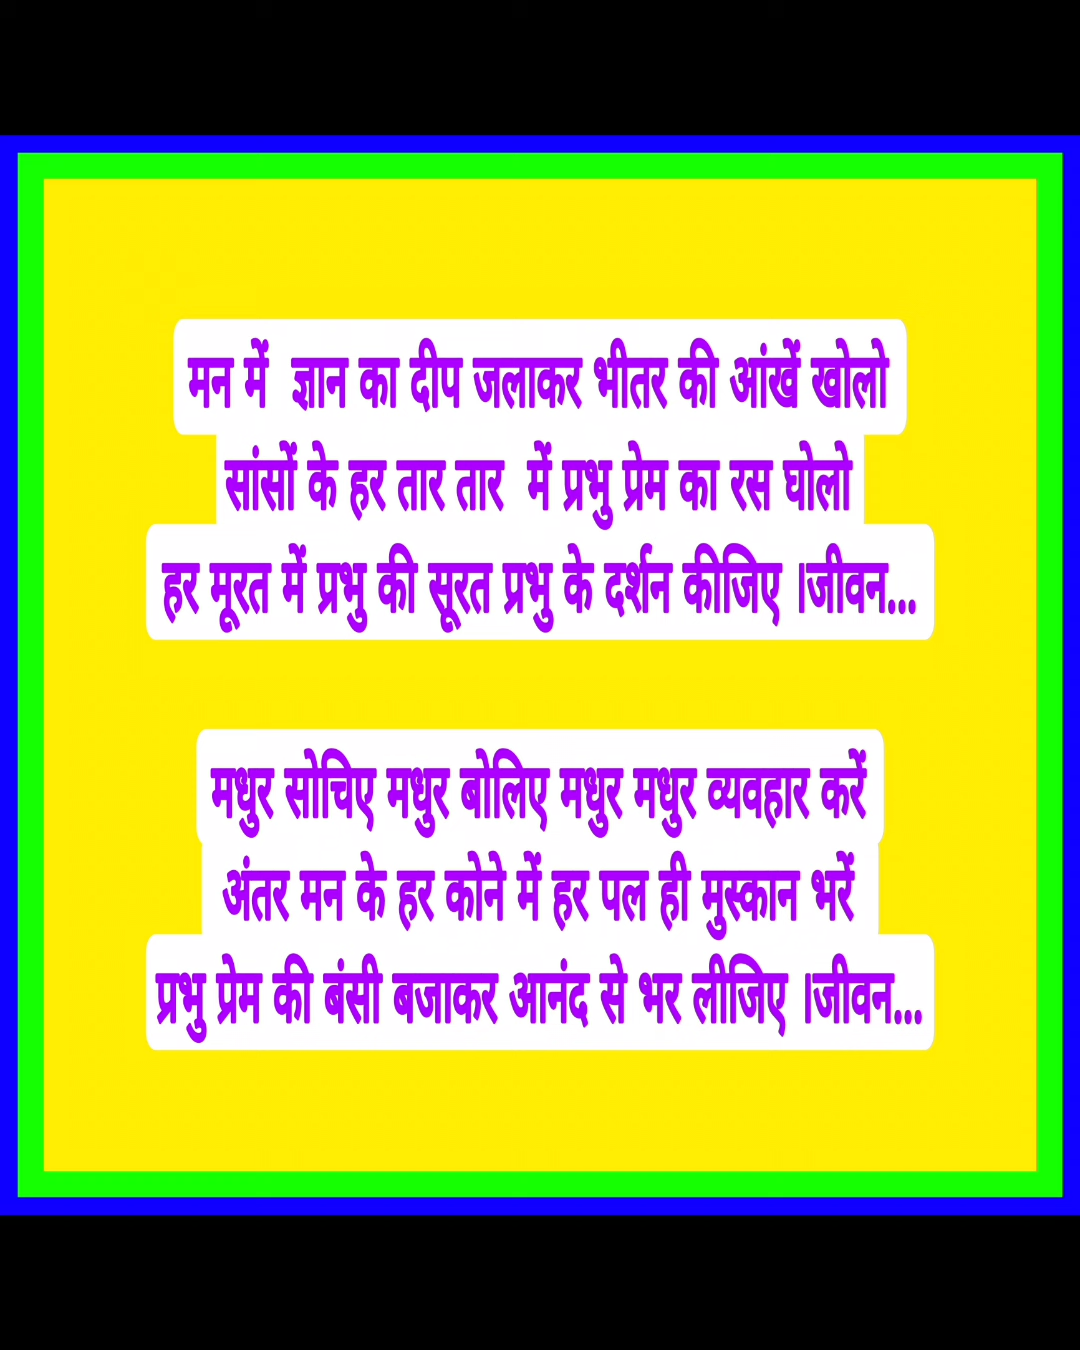 मन में  ज्ञान का दीप जलाकर भीतर की आंखें खोलो
सांसों के हर तार तार  में प्रभु प्रेम का रस घोलो
हर मूरत में प्रभु की सूरत प्रभु के दर्शन कीजिए ।जीवन...
मधुर सोचिए मधुर बोलिए मधुर मधुर व्यवहार करें
अंतर मन के हर कोने में हर पल ही मुस्कान भरें
प्रभु प्रेम की बंसी बजाकर आनंद से भर लीजिए ।जीवन...